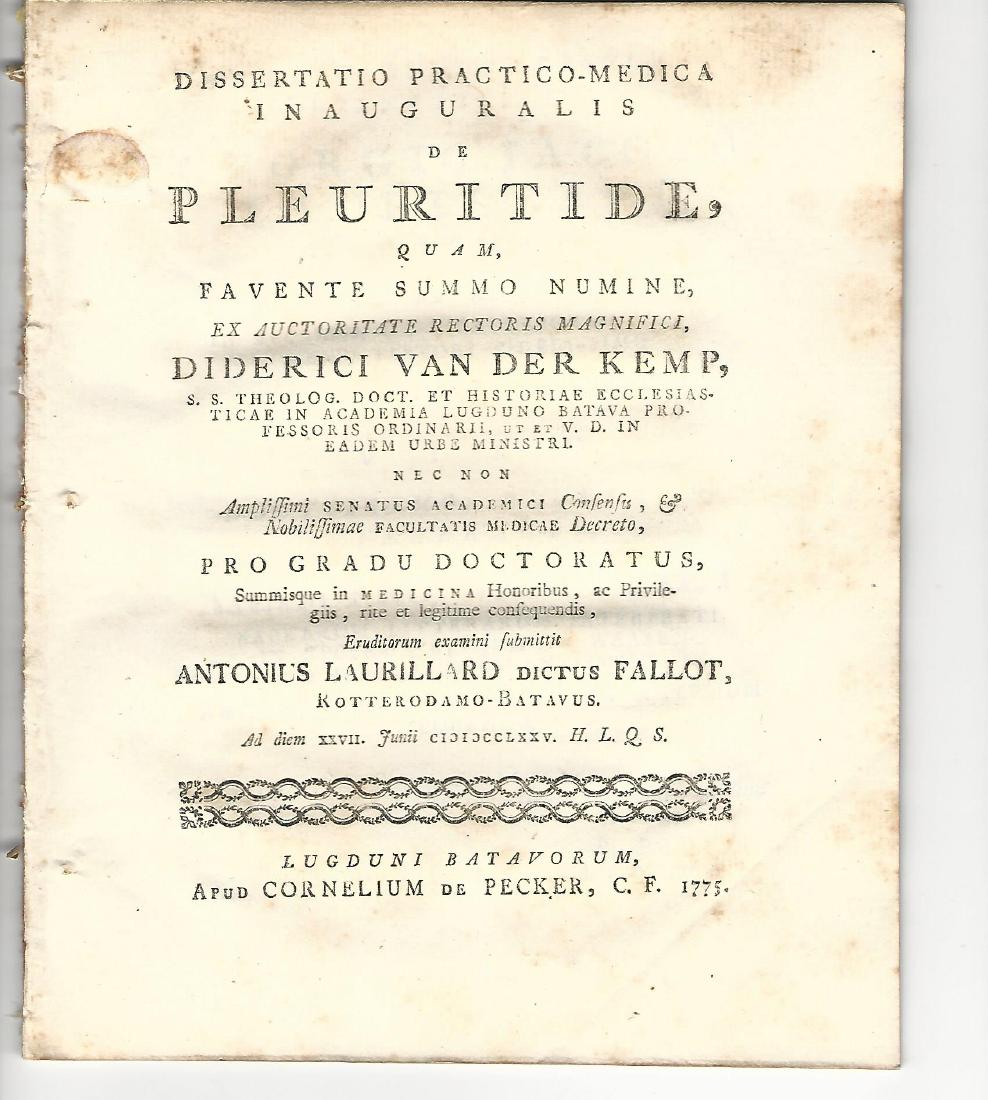 DISSERTATIO PRACTICO-MEDICA
INAUGURALIS
DE
PLEURITIDE,
QUAM,
FAVENTE SUMMO NUMINE,
EX AUCTORITATE RECTORIS MAGNIFICI,
DIDERICI VAN DER KEMP,
S. S. THEOLOG. DOCT. ET HISTORIAE ECCLESIAS-
TICAE IN ACADEMIA LUGDUNO BATAVA PRO-
FESSORIS ORDINARII, UT ET V. D. IN
EADEM URBE MINISTRI.
NEC NON
Ampliſſimi SENATUS ACADEMICI Conſenſu, &
Nobiliſſimae FACULTATIS MEDICAE Decreto,
PRO GRADU DOCTORATUS,
Summisque in MEDICINA Honoribus, ac Privile-
giis, rite et legitime conſequendis,
Eruditorum examini ſubmittit
ANTONIUS LAURILLARD DICTUS FALLOT,
ROTTERODAMO-BATAVUS.
Ad diem XXVII. Junii CIƆIƆCCLXXV. H. L. Q. S.
LUGDUNI BATAVORUM,
APUD CORNELIUM DE PECKER, C. F. 1775.